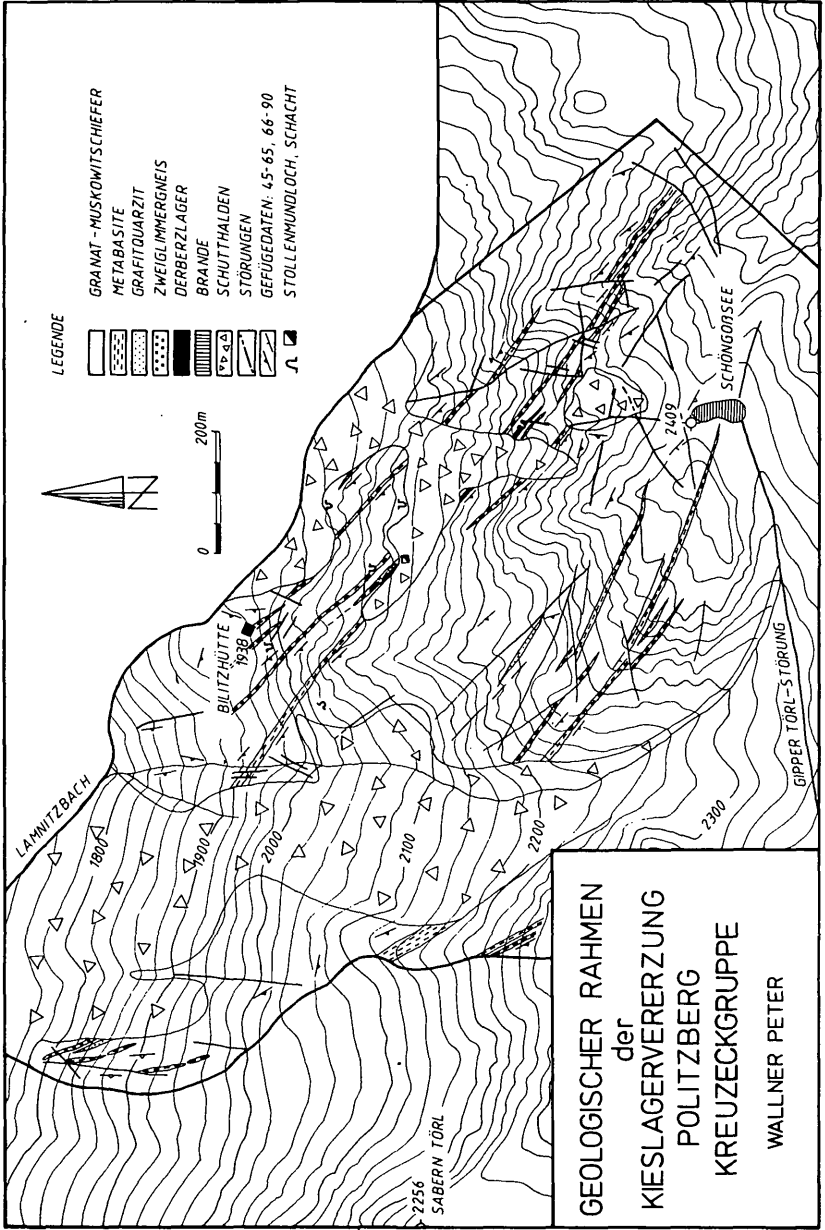 LEGENDE
GRANAT-MUSKOWITSCHIEFER
METABASITE
GRAFITQUARZIT
ZWEIGLIMMERGNEIS
DERBERZLAGER
BRANDE
SCHUTTHALDEN
STÖRUNGEN
GEFÜGEDATEN: 45-65, 66-90
STOLLENMUNDLOCH, SCHACHT
N
0 200m
LAMNITZBACH
BILITZHÜTTE
1938
1800
1900
2000
2100
2200
2300
2409
SCHÖNGORSEE
GIPPER TÖRL-STÖRUNG
2256
SABERN TÖRL
GEOLOGISCHER RAHMEN
der
KIESLAGERVERERZUNG
POLITZBERG
KREUZECKGRUPPE
WALLNER PETER